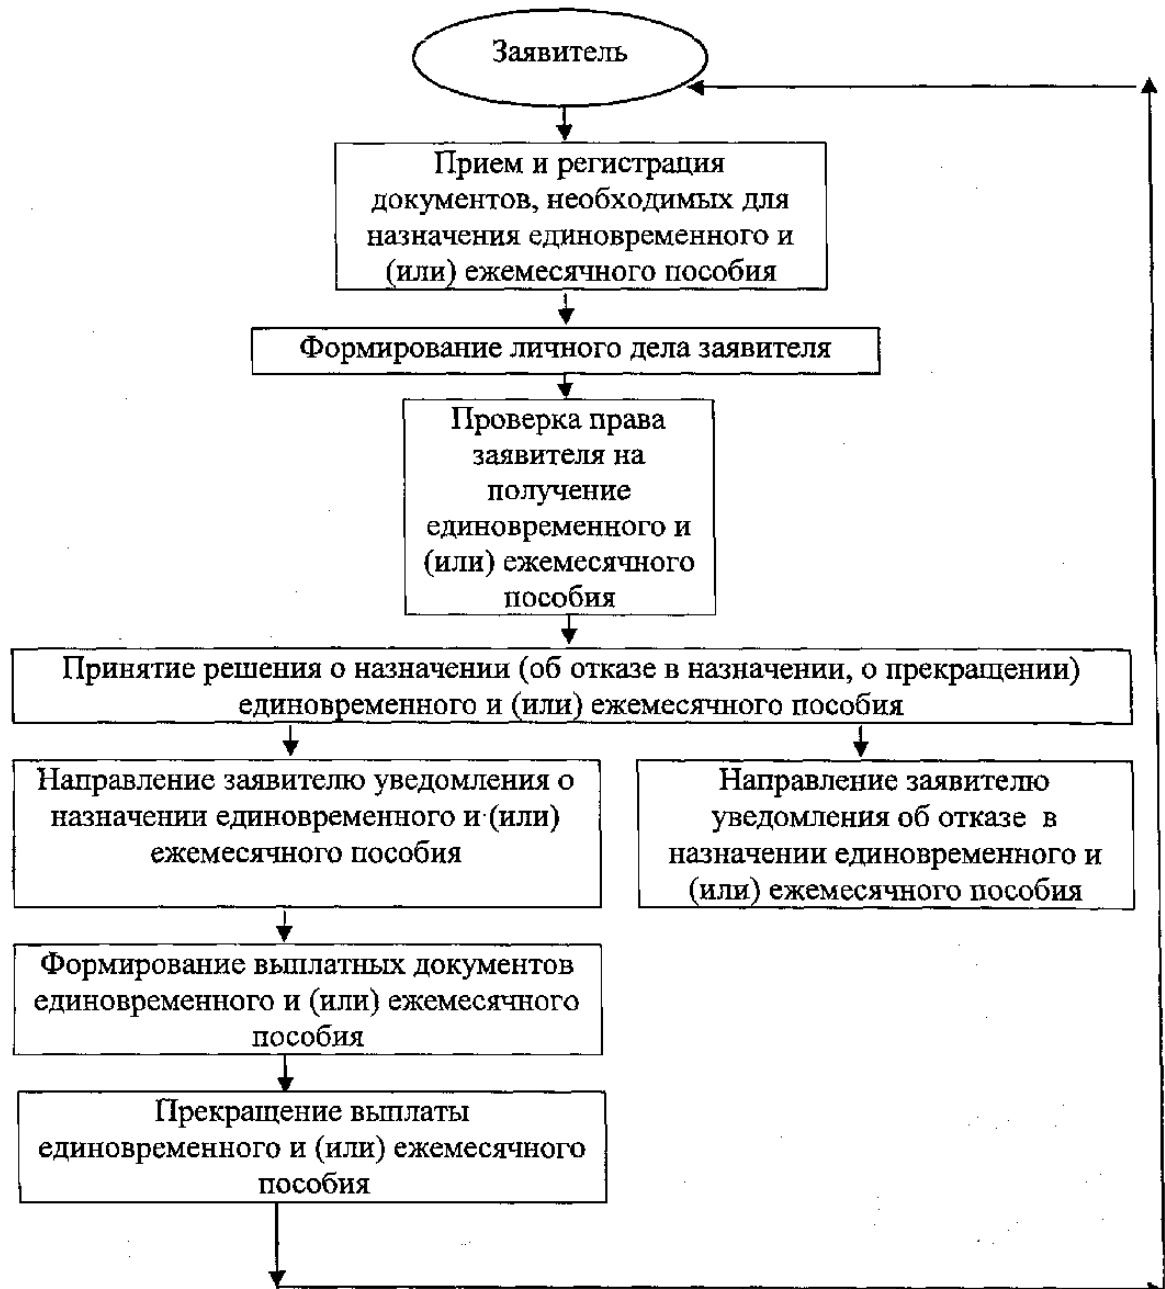 Заявитель
Прием и регистрация
документов, необходимых для
назначения единовременного и
(или) ежемесячного пособия
Формирование личного дела заявителя
Проверка права
заявителя на
получение
единовременного и
(или) ежемесячного
пособия
Принятие решения о назначении (об отказе в назначении, о прекращении)
единовременного и (или) ежемесячного пособия
Направление заявителю уведомления о
назначении единовременного и (или)
ежемесячного пособия
Направление заявителю
уведомления об отказе в
назначении единовременного и
(или) ежемесячного пособия
Формирование выплатных документов
единовременного и (или) ежемесячного
пособия
Прекращение выплаты
единовременного и (или) ежемесячного
пособия